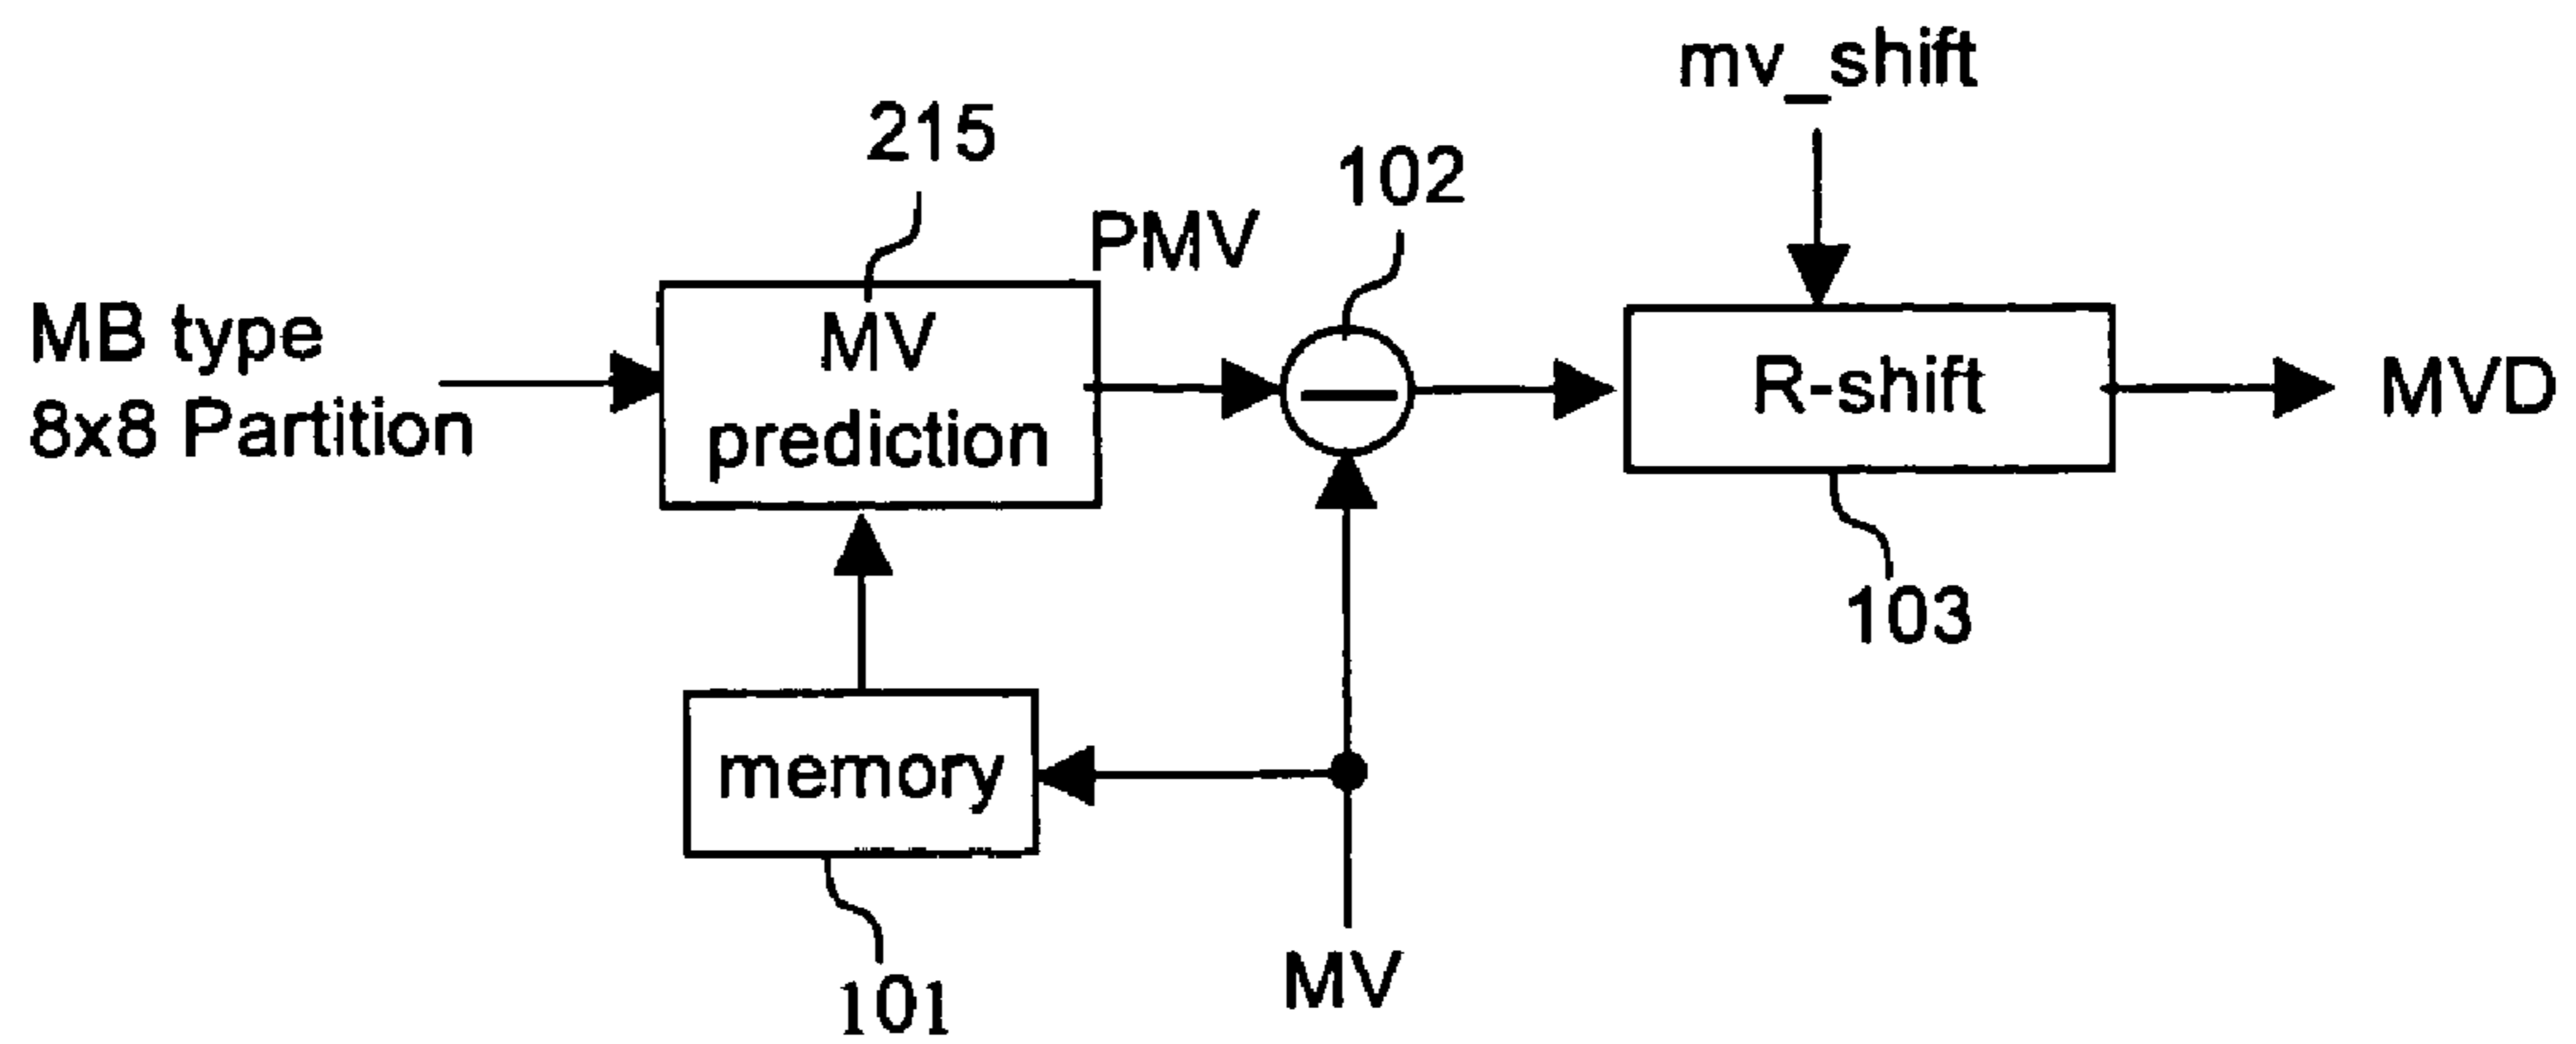 mv_shift
215
102
PMV
MB type
8x8 Partition
MV
prediction
R-shift
MVD
103
memory
101
MV